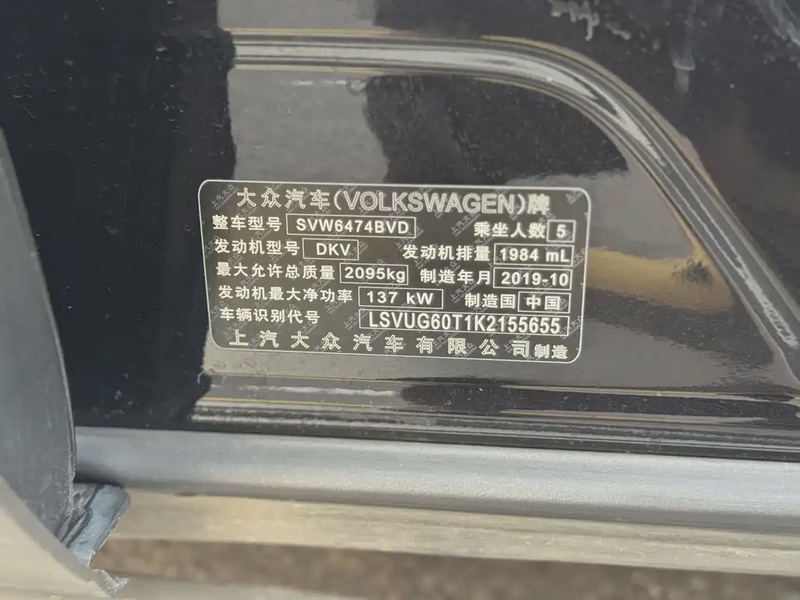 大众汽车(VOLKSWAGEN)牌
整车型号 SVW6474BVD 乘坐人数 5
发动机型号 DKV 发动机排量 1984 mL
最大允许总质量 2095kg 制造年月 2019-10
发动机最大净功率 137 kW 制造国 中国
车辆识别代号 LSVUG60T1K2155655
上汽大众汽车有限公司制造